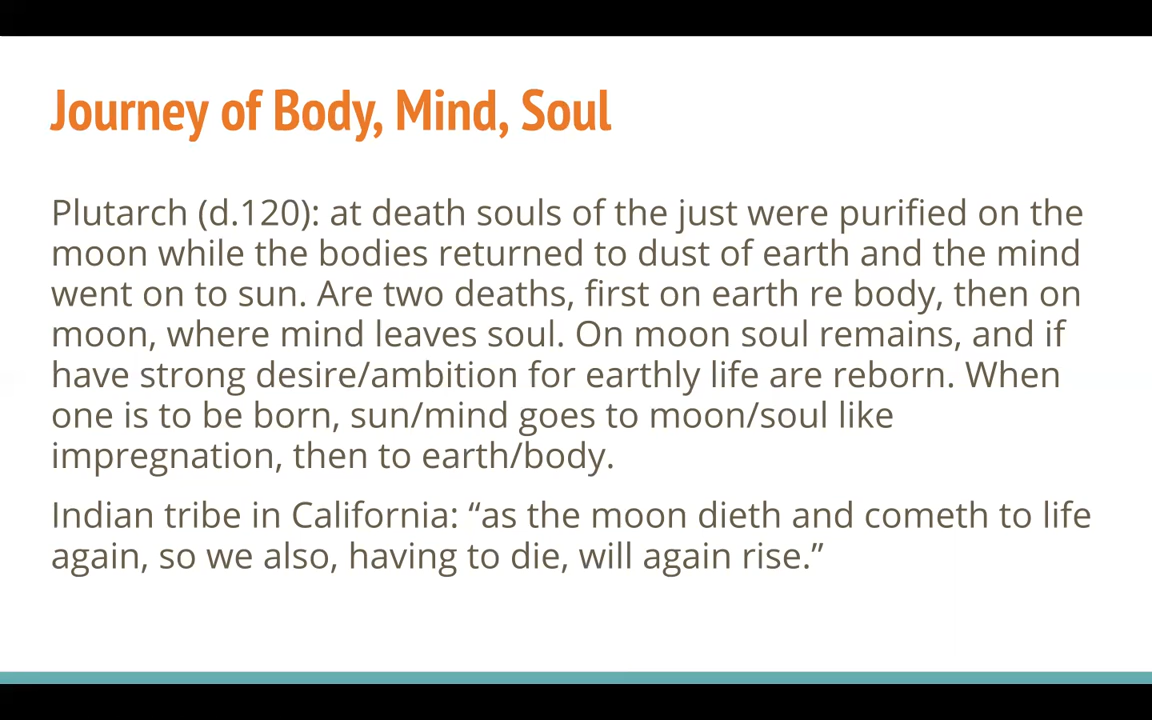 Journey of Body, Mind, Soul
Plutarch (d.120): at death souls of the just were purified on the
moon while the bodies returned to dust of earth and the mind
went on to sun. Are two deaths, first on earth re body, then on
moon, where mind leaves soul. On moon soul remains, and if
have strong desire/ambition for earthly life are reborn. When
one is to be born, sun/mind goes to moon/soul like
impregnation, then to earth/body.
Indian tribe in California: “as the moon dieth and cometh to life
again, so we also, having to die, will again rise.”